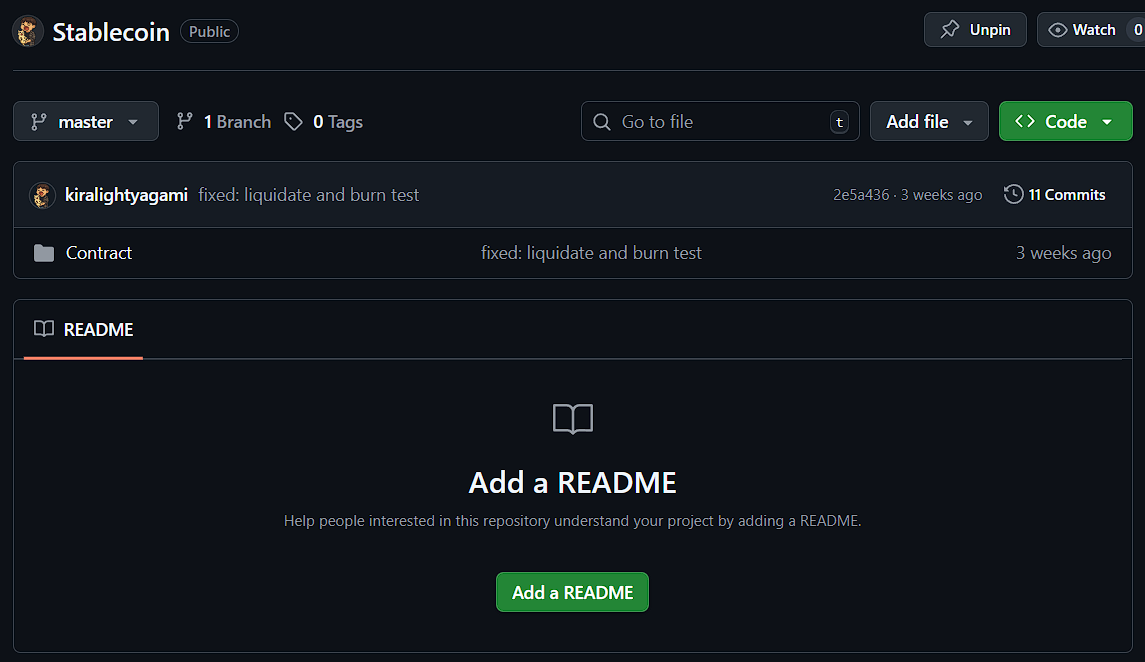 Stablecoin Public Unpin Watch 0
master 1 Branch 0 Tags Go to file t Add file Code
kiralightyagami fixed: liquidate and burn test 2e5a436 · 3 weeks ago 11 Commits
Contract fixed: liquidate and burn test 3 weeks ago
README
Add a README
Help people interested in this repository understand your project by adding a README.
Add a README